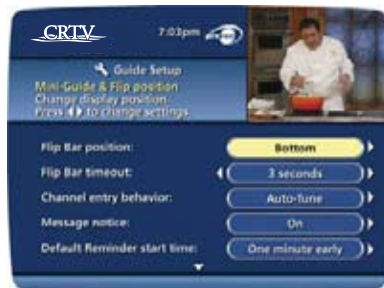 CRTV
7:03pm
Guide Setup
Mini-Guide & Flip position
Change display position.
Press to change settings
Flip Bar position:
Bottom
Flip Bar timeout:
3 seconds
Channel entry behavior:
Auto-Tune
Message notice:
On
Default Reminder start time:
One minute early